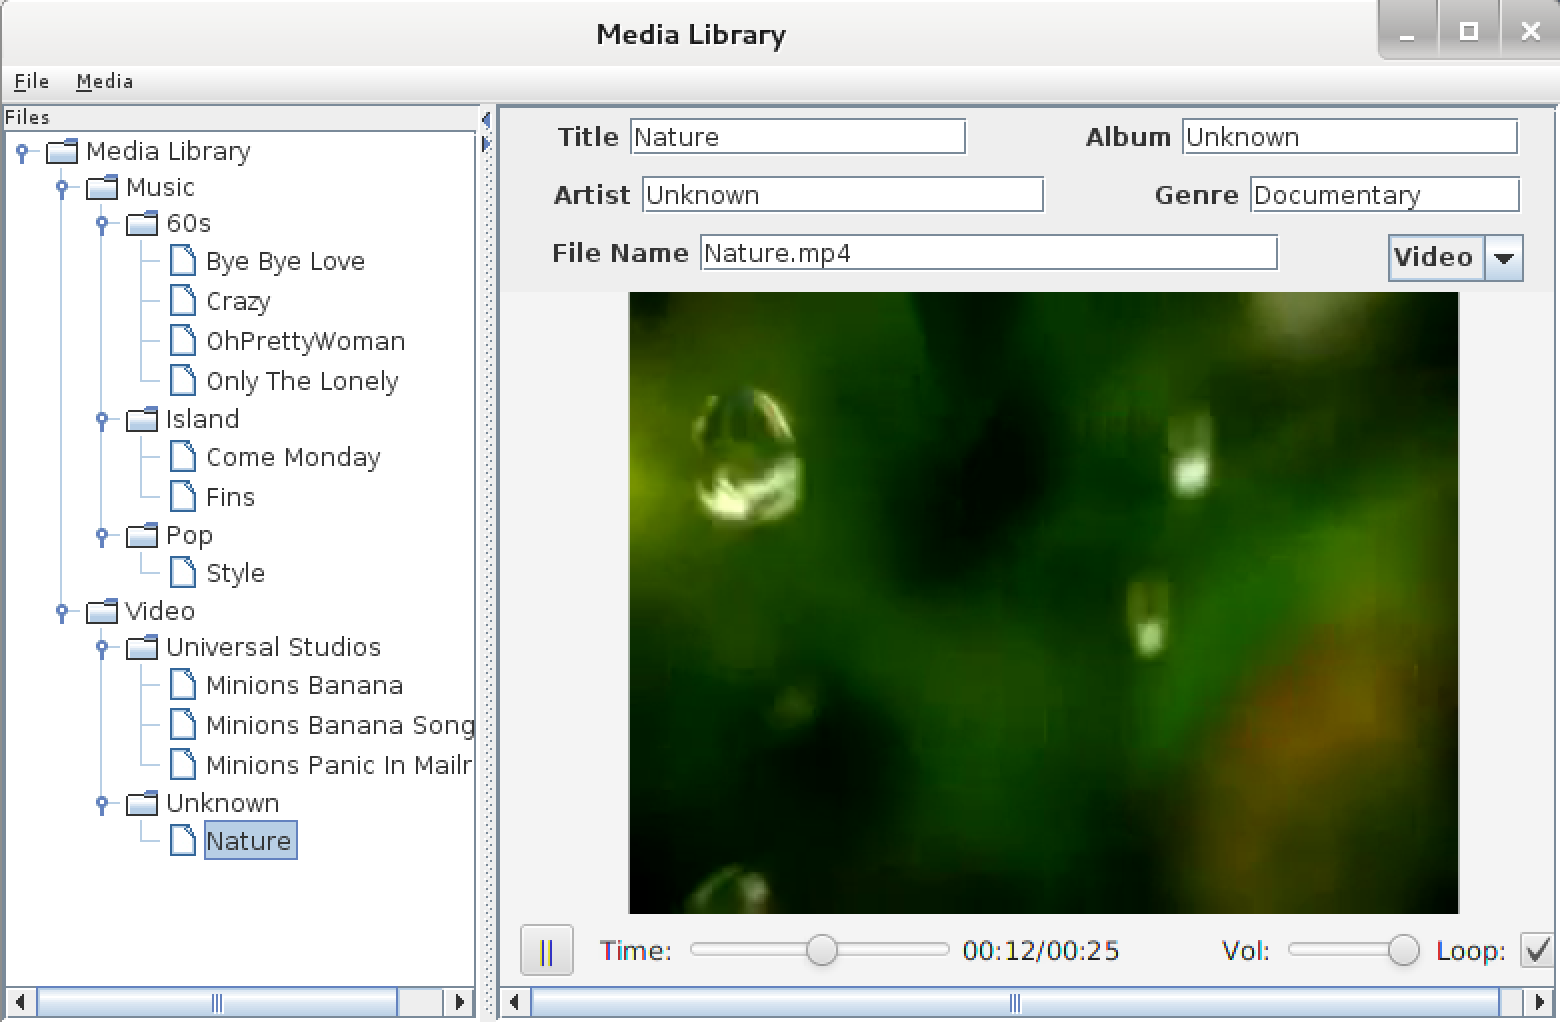 Media Library
File Media
Files
Media Library
Music
60s
Bye Bye Love
Crazy
OhPrettyWoman
Only The Lonely
Island
Come Monday
Fins
Pop
Style
Video
Universal Studios
Minions Banana
Minions Banana Song
Minions Panic In Mailr
Unknown
Nature
Title Nature Album Unknown
Artist Unknown Genre Documentary
File Name Nature.mp4 Video
Time: 00:12/00:25 Vol: Loop: